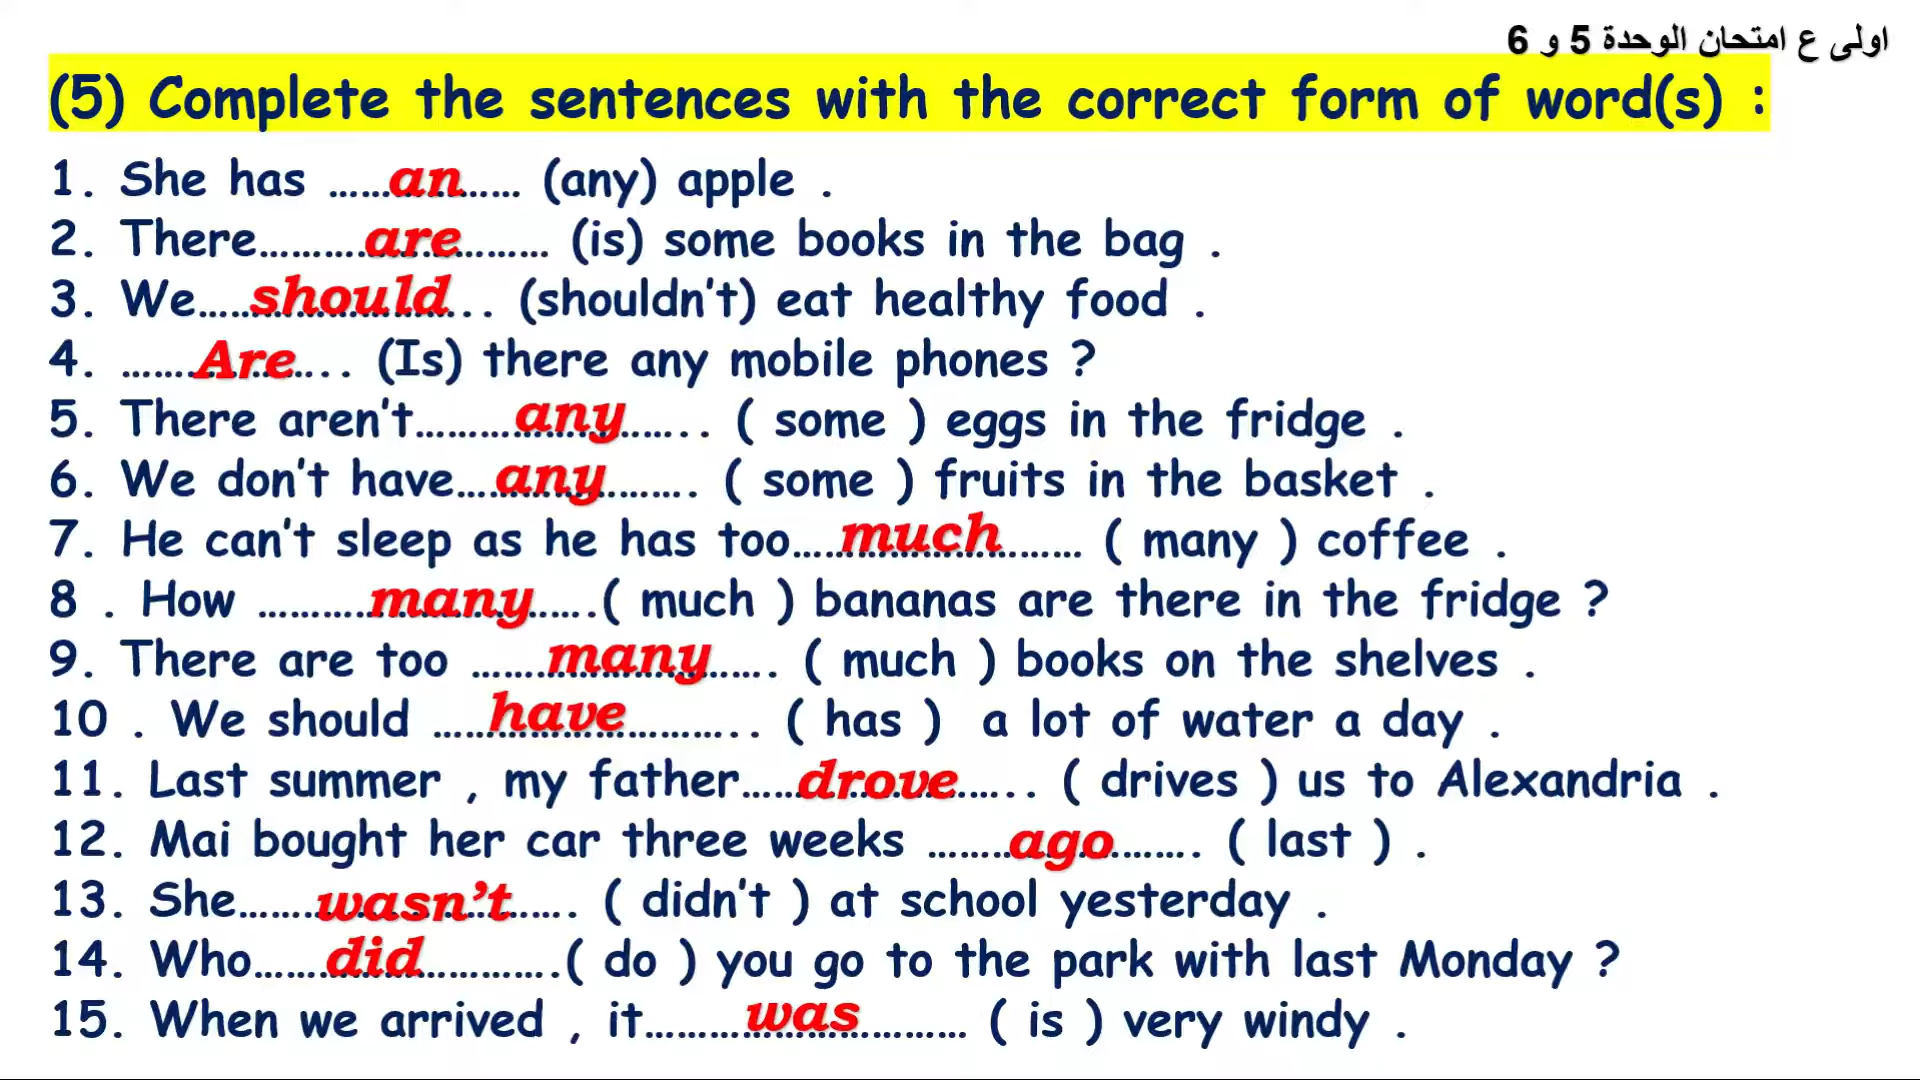 اولى ع امتحان الوحدة 5 و 6
(5) Complete the sentences with the correct form of word(s) :
1. She has ......an...... (any) apple .
2. There.........are......... (is) some books in the bag .
3. We......should...... (shouldn't) eat healthy food .
4. ......Are...... (Is) there any mobile phones ?
5. There aren't.........any......... ( some ) eggs in the fridge .
6. We don't have......any......... ( some ) fruits in the basket .
7. He can't sleep as he has too......much......... ( many ) coffee .
8 . How .........many......( much ) bananas are there in the fridge ?
9. There are too ......many...... ( much ) books on the shelves .
10 . We should ......have......... ( has ) a lot of water a day .
11. Last summer , my father......drove...... ( drives ) us to Alexandria .
12. Mai bought her car three weeks ......ago......... ( last ) .
13. She......wasn’t...... ( didn't ) at school yesterday .
14. Who......did.........( do ) you go to the park with last Monday ?
15. When we arrived , it.........was......... ( is ) very windy .